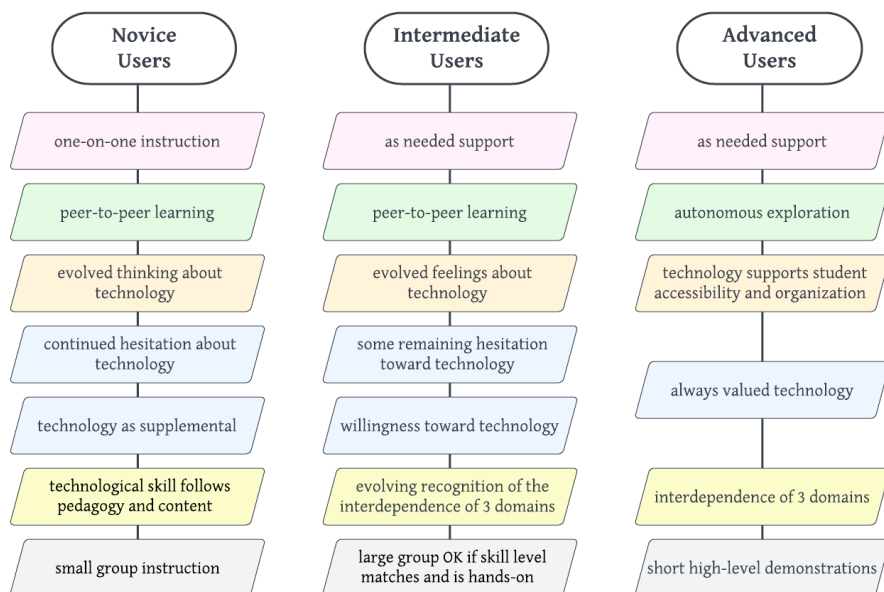 Novice
Users
one-on-one instruction
peer-to-peer learning
evolved thinking about
technology
continued hesitation about
technology
technology as supplemental
technological skill follows
pedagogy and content
small group instruction
Intermediate
Users
as needed support
peer-to-peer learning
evolved feelings about
technology
some remaining hesitation
toward technology
willingness toward technology
evolving recognition of the
interdependence of 3 domains
large group OK if skill level
matches and is hands-on
Advanced
Users
as needed support
autonomous exploration
technology supports student
accessibility and organization
always valued technology
interdependence of 3 domains
short high-level demonstrations